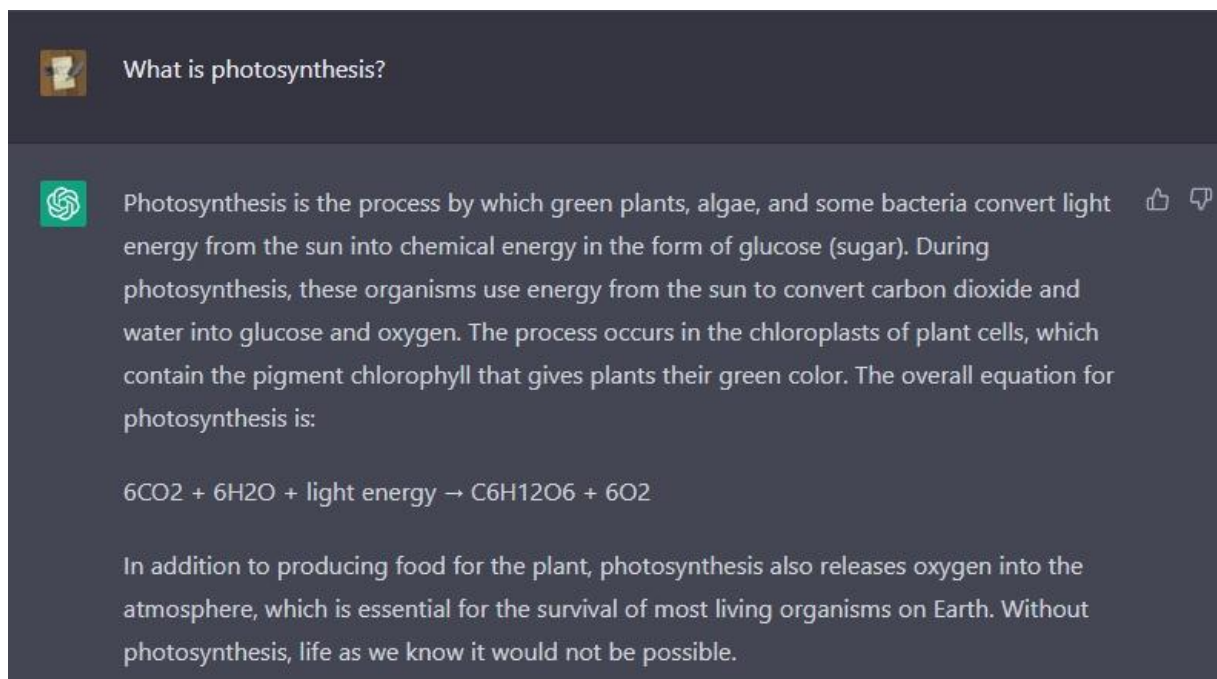 What is photosynthesis?
Photosynthesis is the process by which green plants, algae, and some bacteria convert light
energy from the sun into chemical energy in the form of glucose (sugar). During
photosynthesis, these organisms use energy from the sun to convert carbon dioxide and
water into glucose and oxygen. The process occurs in the chloroplasts of plant cells, which
contain the pigment chlorophyll that gives plants their green color. The overall equation for
photosynthesis is:
6CO2 + 6H2O + light energy → C6H12O6 + 6O2
In addition to producing food for the plant, photosynthesis also releases oxygen into the
atmosphere, which is essential for the survival of most living organisms on Earth. Without
photosynthesis, life as we know it would not be possible.